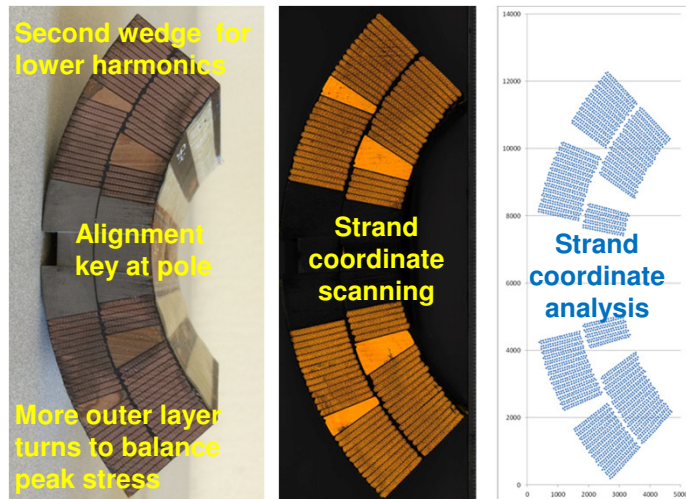 Second wedge for
lower harmonics
Alignment
key at pole
More outer layer
turns to balance
peak stress
Strand
coordinate
scanning
14000
12000
10000
8000
6000
4000
2000
0
Strand
coordinate
analysis
0 1000 2000 3000 4000 5000